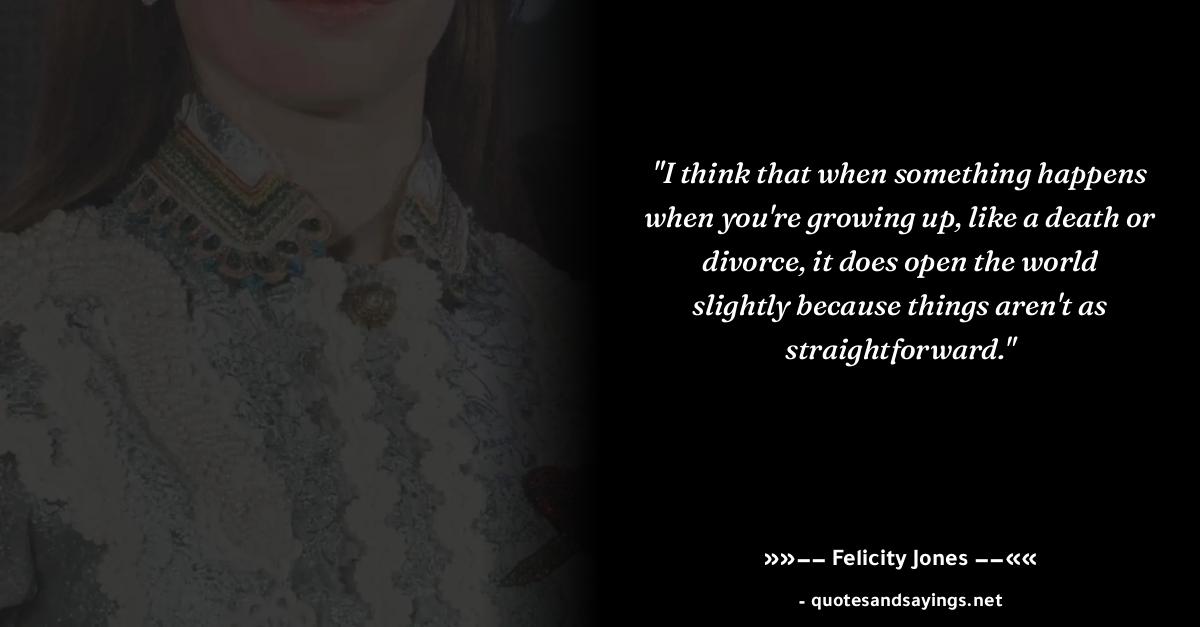 "I think that when something happens
when you're growing up, like a death or
divorce, it does open the world
slightly because things aren't as
straightforward."
»»–– Felicity Jones ––««
- quotesandsayings.net